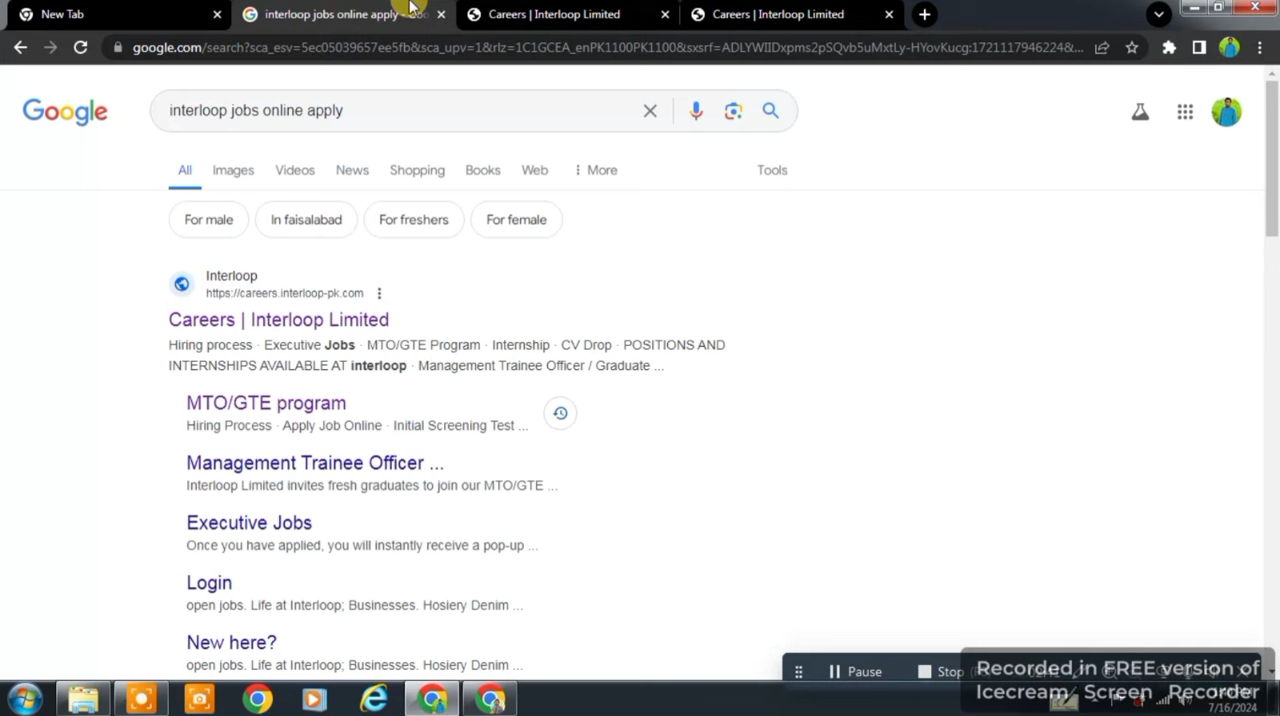 New Tab
interloop jobs online apply
Careers | Interloop Limited
Careers | Interloop Limited
google.com/search?sca_esv=5ec05039657ee5fb&sca_upv=1&rlz=1C1GCEA_enPK1100PK1100&sxsrf=ADLYWIIDxpms2pSQvb5uMxtLy-HYovKucg:1721117946224&...
Google
interloop jobs online apply
All Images Videos News Shopping Books Web More Tools
For male In faisalabad For freshers For female
Interloop
https://careers.interloop-pk.com
Careers | Interloop Limited
Hiring process · Executive Jobs · MTO/GTE Program · Internship · CV Drop · POSITIONS AND
INTERNSHIPS AVAILABLE AT interloop · Management Trainee Officer / Graduate ...
MTO/GTE program
Hiring Process · Apply Job Online · Initial Screening Test ...
Management Trainee Officer ...
Interloop Limited invites fresh graduates to join our MTO/GTE ...
Executive Jobs
Once you have applied, you will instantly receive a pop-up ...
Login
open jobs. Life at Interloop; Businesses. Hosiery Denim ...
New here?
open jobs. Life at Interloop; Businesses. Hosiery Denim ...
Pause Stop
Recorded in FREE version of
Icecream Screen Recorder
7/16/2024